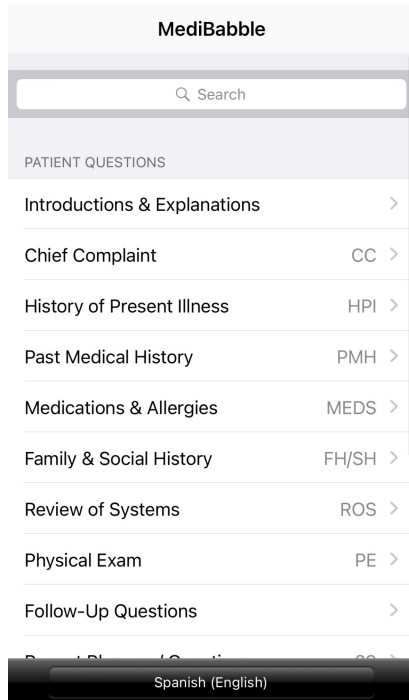 MediBabble
Search
PATIENT QUESTIONS
Introductions & Explanations
Chief Complaint CC
History of Present Illness HPI
Past Medical History PMH
Medications & Allergies MEDS
Family & Social History FH/SH
Review of Systems ROS
Physical Exam PE
Follow-Up Questions
Spanish (English)